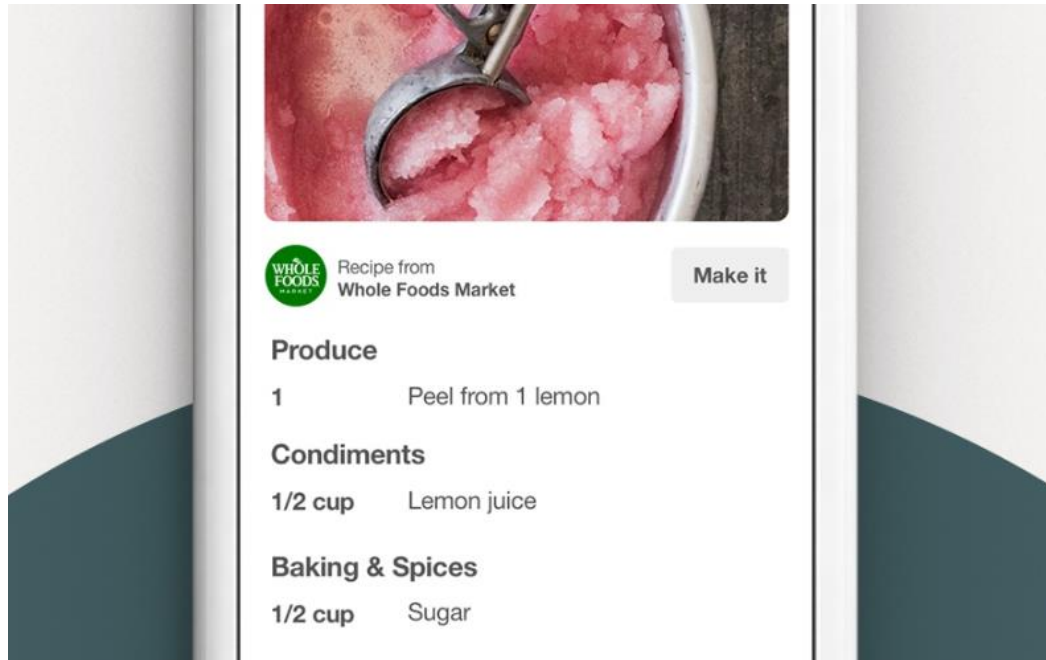 WHOLE
FOODS
MARKET
Recipe from
Whole Foods Market
Make it
Produce
1 Peel from 1 lemon
Condiments
1/2 cup Lemon juice
Baking & Spices
1/2 cup Sugar